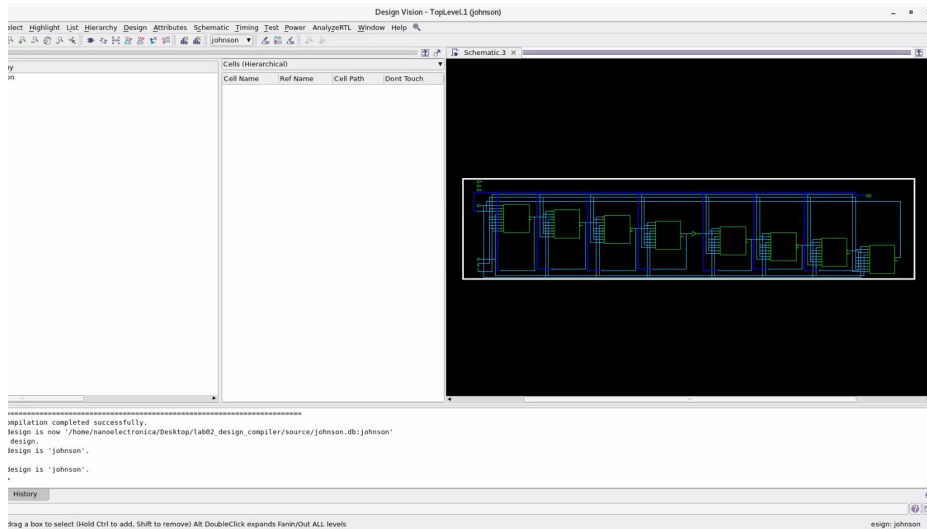 Design Vision - TopLevel.1 (johnson)
elect Highlight List Hierarchy Design Attributes Schematic Timing Test Power AnalyzeRTL Window Help
johnson
Schematic.3
Cells (Hierarchical)
Cell Name Ref Name Cell Path Dont Touch
ompilation completed successfully.
design is now '/home/nanoelectronica/Desktop/lab02_design_compiler/source/johnson.db:johnson'
design.
design is 'johnson'.
design is 'johnson'.
History
drag a box to select (Hold Ctrl to add, Shift to remove) Alt DoubleClick expands Fanin/Out ALL levels
esign: johnson